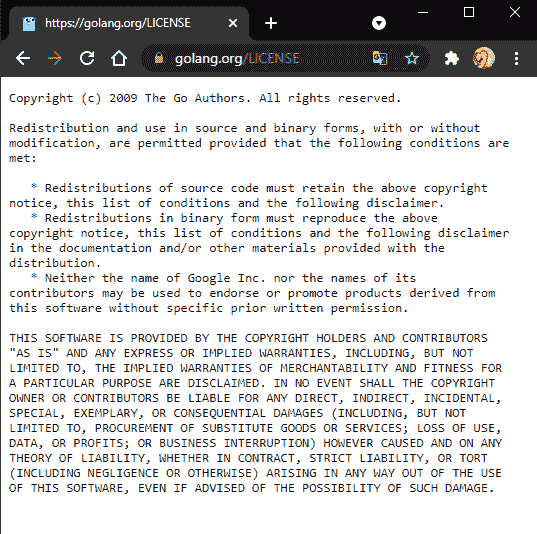 https://golang.org/LICENSE
golang.org/LICENSE
Copyright (c) 2009 The Go Authors. All rights reserved.
Redistribution and use in source and binary forms, with or without
modification, are permitted provided that the following conditions are
met:
* Redistributions of source code must retain the above copyright
notice, this list of conditions and the following disclaimer.
* Redistributions in binary form must reproduce the above
copyright notice, this list of conditions and the following disclaimer
in the documentation and/or other materials provided with the
distribution.
* Neither the name of Google Inc. nor the names of its
contributors may be used to endorse or promote products derived from
this software without specific prior written permission.
THIS SOFTWARE IS PROVIDED BY THE COPYRIGHT HOLDERS AND CONTRIBUTORS
"AS IS" AND ANY EXPRESS OR IMPLIED WARRANTIES, INCLUDING, BUT NOT
LIMITED TO, THE IMPLIED WARRANTIES OF MERCHANTABILITY AND FITNESS FOR
A PARTICULAR PURPOSE ARE DISCLAIMED. IN NO EVENT SHALL THE COPYRIGHT
OWNER OR CONTRIBUTORS BE LIABLE FOR ANY DIRECT, INDIRECT, INCIDENTAL,
SPECIAL, EXEMPLARY, OR CONSEQUENTIAL DAMAGES (INCLUDING, BUT NOT
LIMITED TO, PROCUREMENT OF SUBSTITUTE GOODS OR SERVICES; LOSS OF USE,
DATA, OR PROFITS; OR BUSINESS INTERRUPTION) HOWEVER CAUSED AND ON ANY
THEORY OF LIABILITY, WHETHER IN CONTRACT, STRICT LIABILITY, OR TORT
(INCLUDING NEGLIGENCE OR OTHERWISE) ARISING IN ANY WAY OUT OF THE USE
OF THIS SOFTWARE, EVEN IF ADVISED OF THE POSSIBILITY OF SUCH DAMAGE.